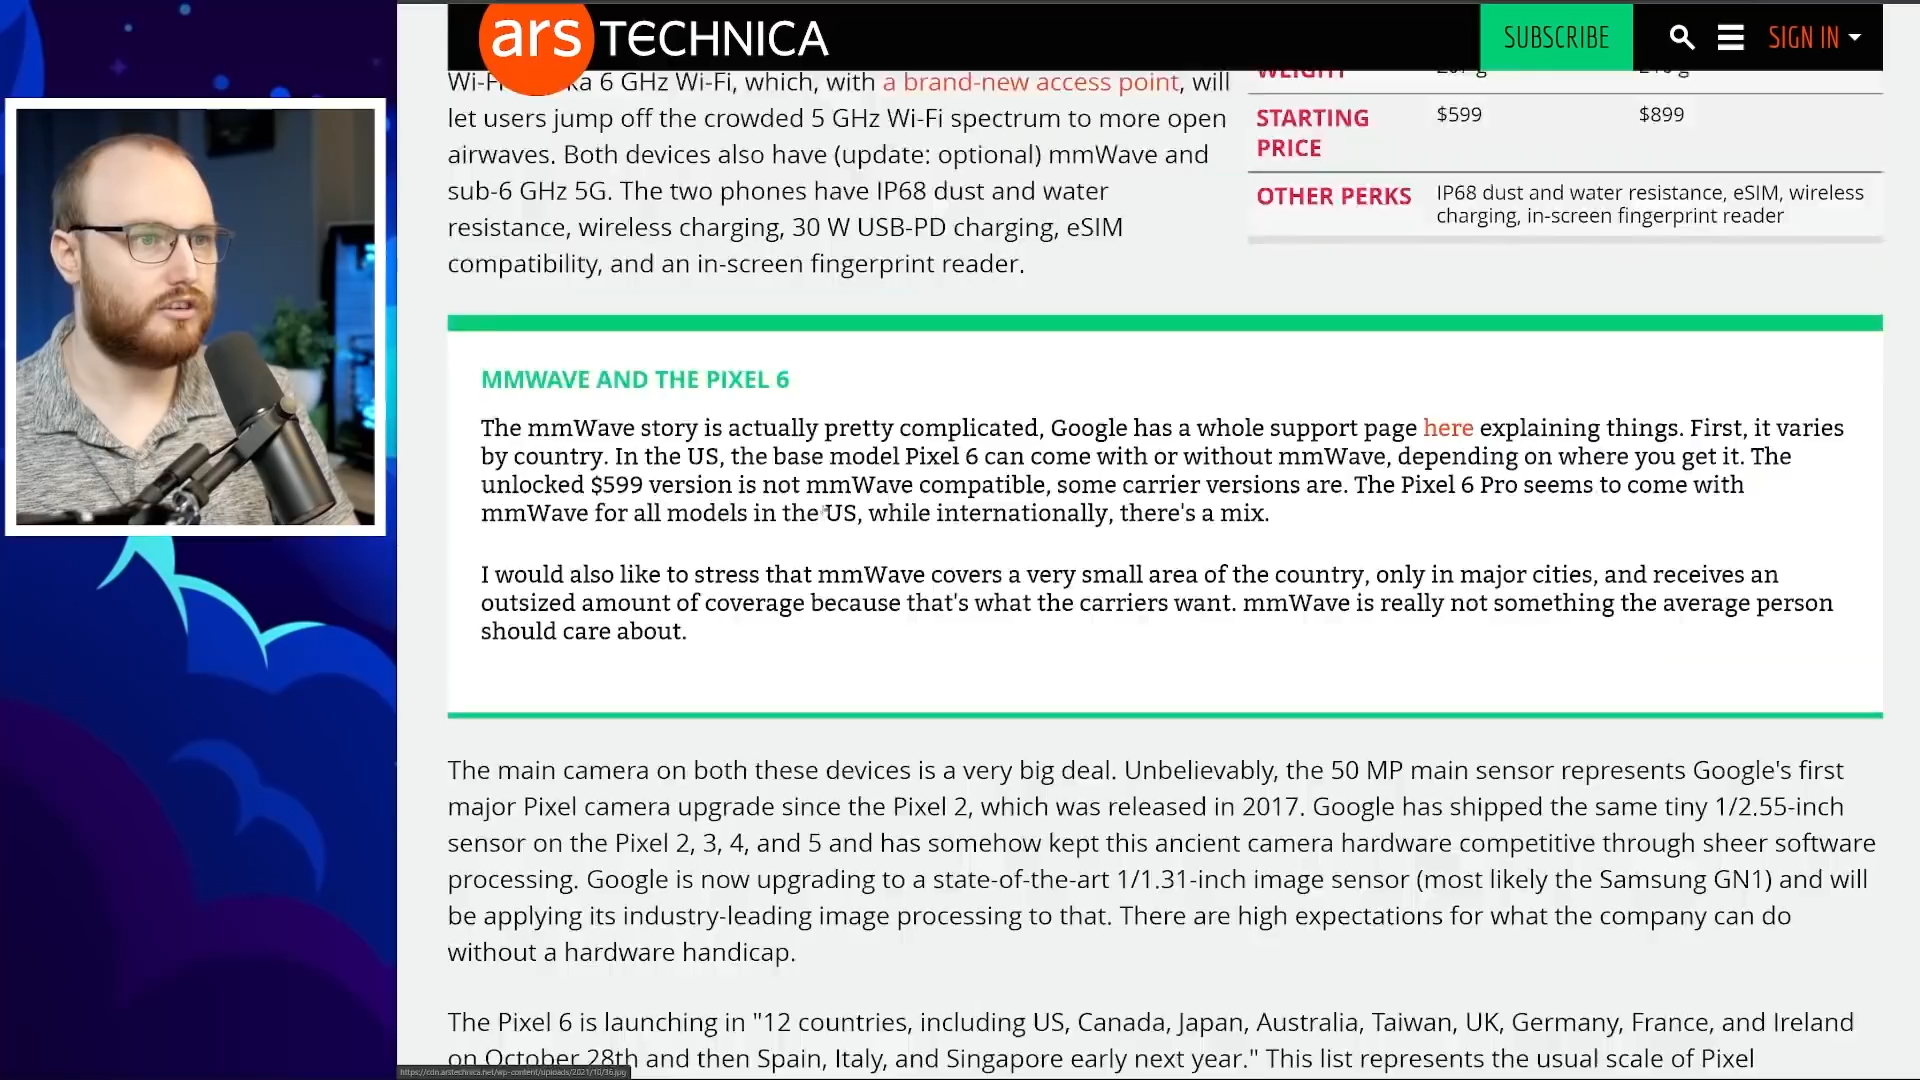 ars TECHNICA
SUBSCRIBE
SIGN IN
6 GHz Wi-Fi, which, with a brand-new access point, will
let users jump off the crowded 5 GHz Wi-Fi spectrum to more open
airwaves. Both devices also have (update: optional) mmWave and
sub-6 GHz 5G. The two phones have IP68 dust and water
resistance, wireless charging, 30 W USB-PD charging, eSIM
compatibility, and an in-screen fingerprint reader.
WEIGHT
STARTING
PRICE
$599
$899
OTHER PERKS
IP68 dust and water resistance, eSIM, wireless
charging, in-screen fingerprint reader
MMWAVE AND THE PIXEL 6
The mmWave story is actually pretty complicated, Google has a whole support page here explaining things. First, it varies
by country. In the US, the base model Pixel 6 can come with or without mmWave, depending on where you get it. The
unlocked $599 version is not mmWave compatible, some carrier versions are. The Pixel 6 Pro seems to come with
mmWave for all models in the US, while internationally, there's a mix.
I would also like to stress that mmWave covers a very small area of the country, only in major cities, and receives an
outsized amount of coverage because that's what the carriers want. mmWave is really not something the average person
should care about.
The main camera on both these devices is a very big deal. Unbelievably, the 50 MP main sensor represents Google's first
major Pixel camera upgrade since the Pixel 2, which was released in 2017. Google has shipped the same tiny 1/2.55-inch
sensor on the Pixel 2, 3, 4, and 5 and has somehow kept this ancient camera hardware competitive through sheer software
processing. Google is now upgrading to a state-of-the-art 1/1.31-inch image sensor (most likely the Samsung GN1) and will
be applying its industry-leading image processing to that. There are high expectations for what the company can do
without a hardware handicap.
The Pixel 6 is launching in "12 countries, including US, Canada, Japan, Australia, Taiwan, UK, Germany, France, and Ireland
on October 28th and then Spain, Italy, and Singapore early next year." This list represents the usual scale of Pixel
https://cdn.arstechnica.net/wp-content/uploads/2021/10/36.jpg